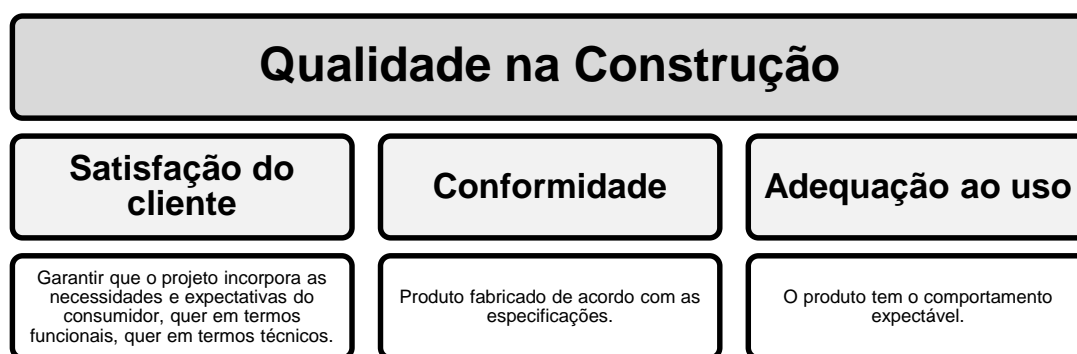 Qualidade na Construção
Satisfação do
cliente
Conformidade
Adequação ao uso
Garantir que o projeto incorpora as
necessidades e expectativas do
consumidor, quer em termos
funcionais, quer em termos técnicos.
Produto fabricado de acordo com as
especificações.
O produto tem o comportamento
expectável.